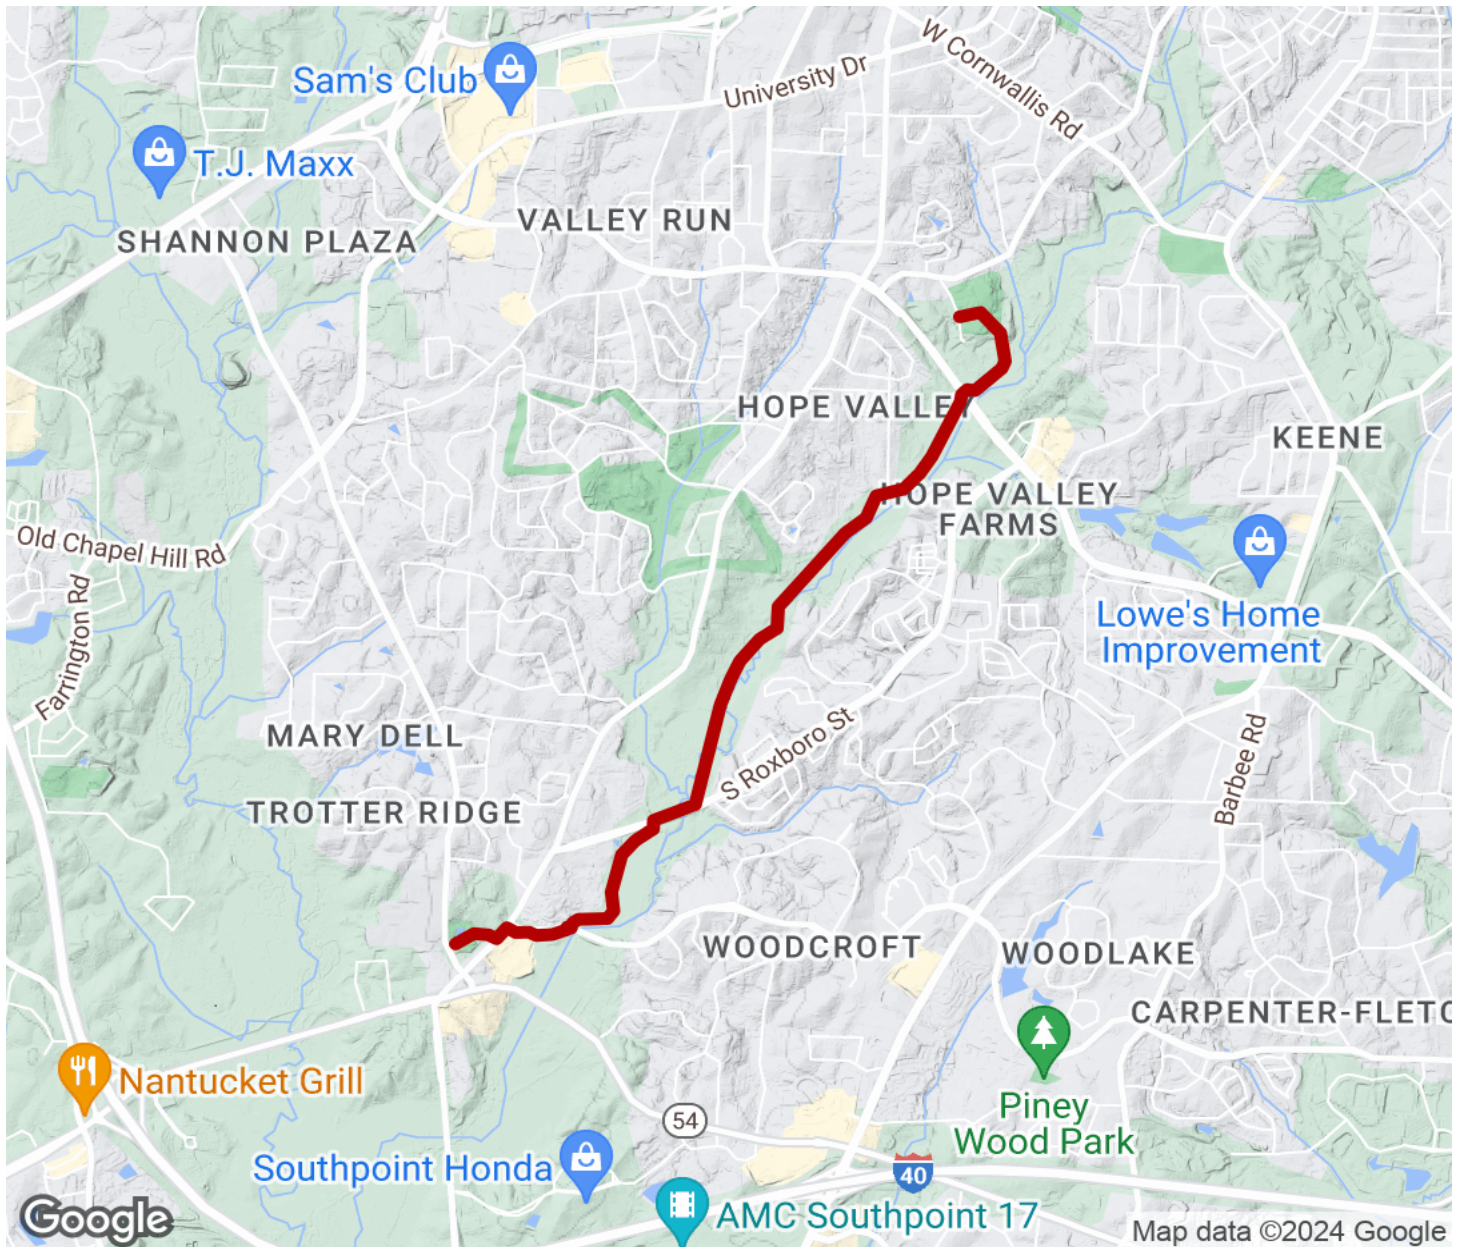 W Cornwallis Rd
University Dr
Sam's Club
T.J. Maxx
VALLEY RUN
SHANNON PLAZA
HOPE VALLEY
KEENE
HOPE VALLEY
FARMS
Old Chapel Hill Rd
Farrington Rd
Lowe's Home
Improvement
MARY DELL
S Roxboro St
Barbee Rd
TROTTER RIDGE
WOODCROFT
WOODLAKE
CARPENTER-FLETC
Nantucket Grill
Piney
Wood Park
54
Southpoint Honda
40
AMC Southpoint 17
Google
Map data ©2024 Google